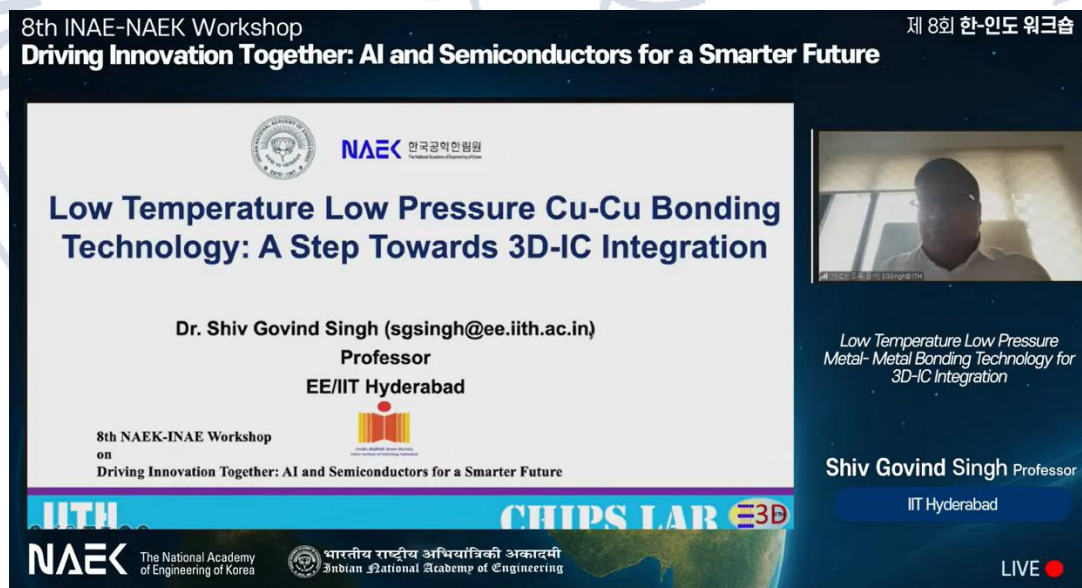 8th INAE-NAEK Workshop
Driving Innovation Together: AI and Semiconductors for a Smarter Future
제 8회 한-인도 워크숍
NAEK 한국공학한림원
Low Temperature Low Pressure Cu-Cu Bonding
Technology: A Step Towards 3D-IC Integration
Dr. Shiv Govind Singh (sgsingh@ee.iith.ac.in)
Professor
EE/IIT Hyderabad
8th NAEK-INAE Workshop
on
Driving Innovation Together: AI and Semiconductors for a Smarter Future
IITH
CHIPS LAB
3D
Low Temperature Low Pressure
Metal- Metal Bonding Technology for
3D-IC Integration
Shiv Govind Singh Professor
IIT Hyderabad
NAEK The National Academy
of Engineering of Korea
भारतीय राष्ट्रीय अभियांत्रिकी अकादमी
Indian National Academy of Engineering
LIVE